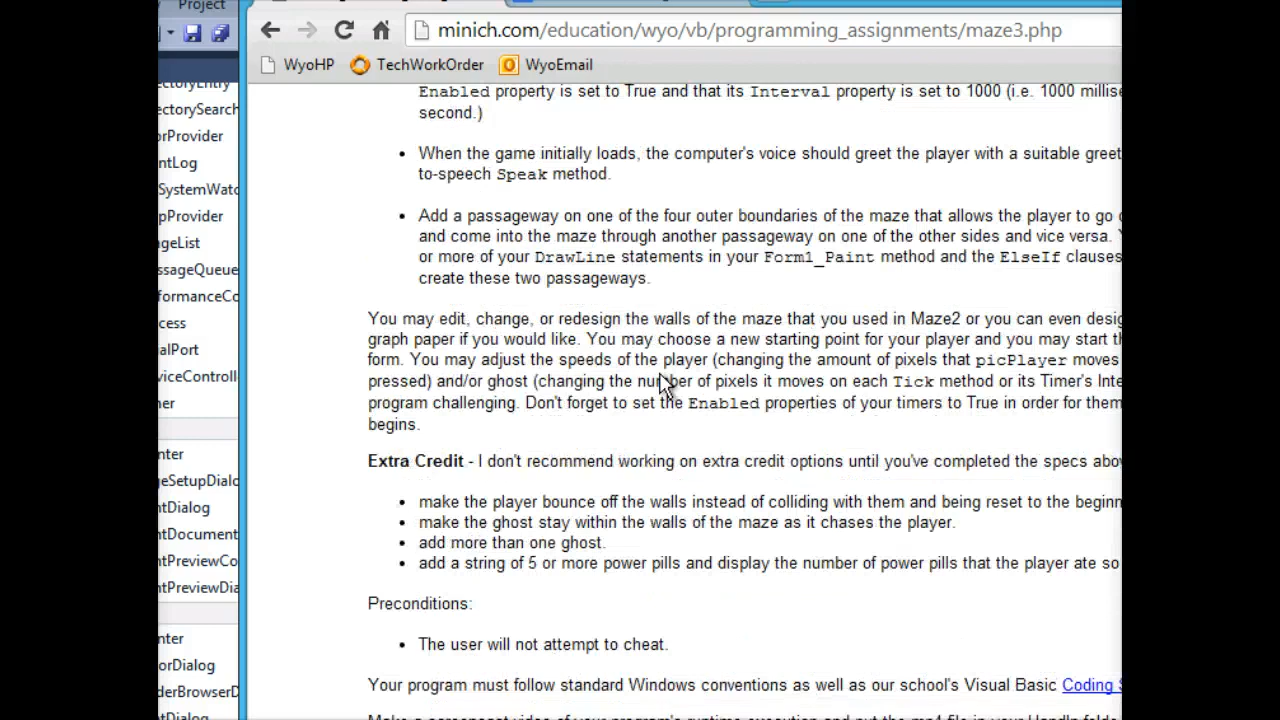 Project
minich.com/education/wyo/vb/programming_assignments/maze3.php
WyoHP TechWorkOrder WyoEmail
ectoryEntry
ectorySearch
orProvider
entLog
SystemWatc
pProvider
ageList
ssageQueue
formanceCo
cess
ialPort
viceControll
ner
enter
geSetupDialo
ntDialog
ntDocument
ntPreviewCo
ntPreviewDia
enter
orDialog
derBrowserD
ntDialog
Enabled property is set to True and that its Interval property is set to 1000 (i.e. 1000 millise
second.)
• When the game initially loads, the computer's voice should greet the player with a suitable greet
to-speech Speak method.
• Add a passageway on one of the four outer boundaries of the maze that allows the player to go
and come into the maze through another passageway on one of the other sides and vice versa.
or more of your DrawLine statements in your Form1_Paint method and the ElseIf clauses
create these two passageways.
You may edit, change, or redesign the walls of the maze that you used in Maze2 or you can even desig
graph paper if you would like. You may choose a new starting point for your player and you may start th
form. You may adjust the speeds of the player (changing the amount of pixels that picPlayer moves
pressed) and/or ghost (changing the number of pixels it moves on each Tick method or its Timer's Inte
program challenging. Don't forget to set the Enabled properties of your timers to True in order for them
begins.
Extra Credit - I don't recommend working on extra credit options until you've completed the specs abov
• make the player bounce off the walls instead of colliding with them and being reset to the beginn
• make the ghost stay within the walls of the maze as it chases the player.
• add more than one ghost.
• add a string of 5 or more power pills and display the number of power pills that the player ate so
Preconditions:
• The user will not attempt to cheat.
Your program must follow standard Windows conventions as well as our school's Visual Basic Coding S